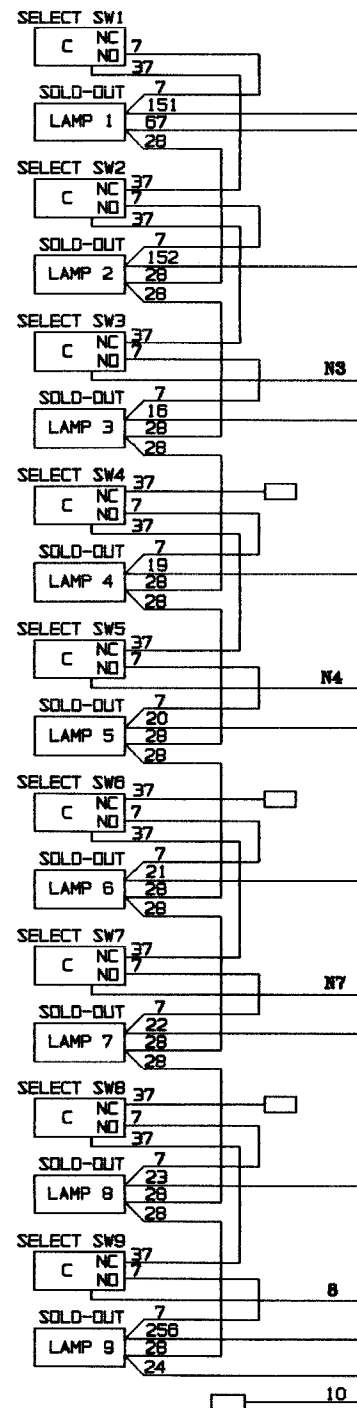 SELECT SW1
C NC 7
NO 37
SOLD-OUT 7
151
LAMP 1 67
28
SELECT SW2
C NC 37
NO 7
37
SOLD-OUT 7
152
LAMP 2 28
28
SELECT SW3
C NC 37
NO 7
N3
SOLD-OUT 7
16
LAMP 3 28
28
SELECT SW4
C NC 37
NO 7
37
SOLD-OUT 7
19
LAMP 4 28
28
SELECT SW5
C NC 37
NO 7
N4
SOLD-OUT 7
20
LAMP 5 28
28
SELECT SW6
C NC 37
NO 7
37
SOLD-OUT 7
21
LAMP 6 28
28
SELECT SW7
C NC 37
NO 7
N7
SOLD-OUT 7
22
LAMP 7 28
28
SELECT SW8
C NC 37
NO 7
37
SOLD-OUT 7
23
LAMP 8 28
28
SELECT SW9
C NC 37
NO 7
8
SOLD-OUT 7
256
LAMP 9 28
24
10